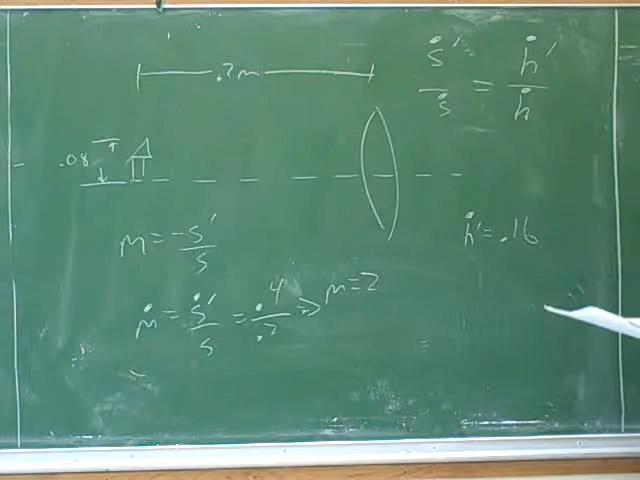 .2m
s' / s = h' / h
.08
m = -s' / s
h' = .16
m = s' / s = .4 / .2 => m = 2